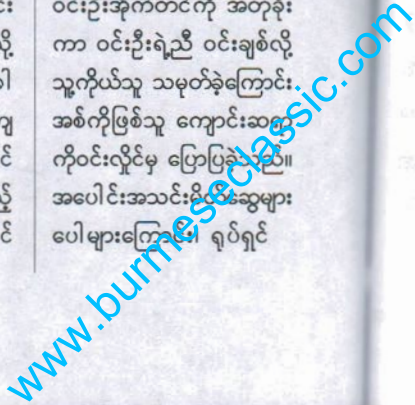 ဝင်းဦးအိုက်တင်ကို အတုခိုး
ကာ ဝင်းဦးရဲ့ညီ ဝင်းချစ်လို့
သူ့ကိုယ်သူ သမုတ်ခဲ့ကြောင်း
အစ်ကိုဖြစ်သူ ကျောင်းဆရာ
ကိုဝင်းလှိုင်မှ ပြောပြခဲ့သည်။
အပေါင်းအသင်းမိတ်ဆွေများ
ပေါများကြောင်း၊ ရုပ်ရှင်
www.burmeseclassic.com